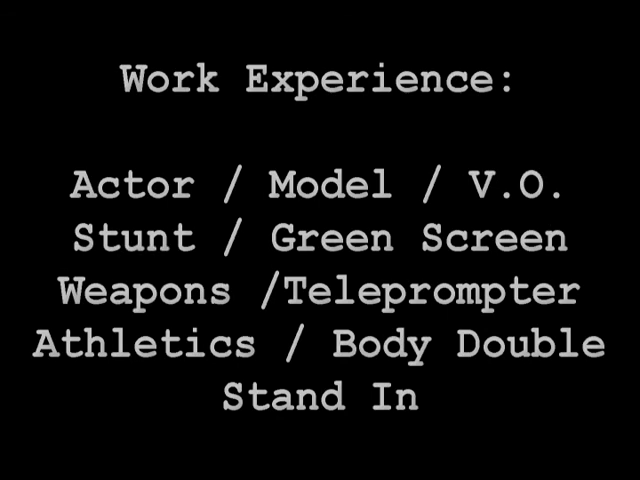 Work Experience:
Actor / Model / V.O.
Stunt / Green Screen
Weapons /Teleprompter
Athletics / Body Double
Stand In